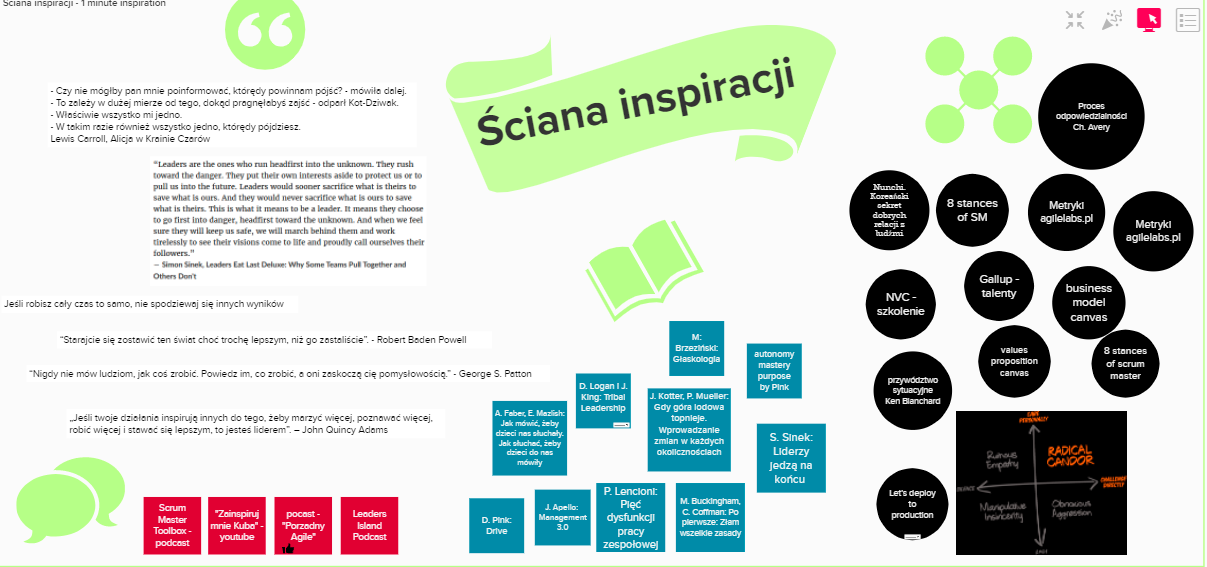 Ściana inspiracji - 1 minute inspiration
Ściana inspiracji
- Czy nie mógłby pan mnie poinformować, którędy powinnam pójść? - mówiła dalej.
- To zależy w dużej mierze od tego, dokąd pragnęłabyś zajść - odparł Kot-Dziwak.
- Właściwie wszystko mi jedno.
- W takim razie również wszystko jedno, którędy pójdziesz.
Lewis Carroll, Alicja w Krainie Czarów
“Leaders are the ones who run headfirst into the unknown. They rush
toward the danger. They put their own interests aside to protect us or to
pull us into the future. Leaders would sooner sacrifice what is theirs to
save what is ours. And they would never sacrifice what is ours to save
what is theirs. This is what it means to be a leader. It means they choose
to go first into danger, headfirst toward the unknown. And when we feel
sure they will keep us safe, we will march behind them and work
tirelessly to see their visions come to life and proudly call ourselves their
followers.”
― Simon Sinek, Leaders Eat Last Deluxe: Why Some Teams Pull Together and
Others Don't
Jeśli robisz cały czas to samo, nie spodziewaj się innych wyników
“Starajcie się zostawić ten świat choć trochę lepszym, niż go zastaliście”. - Robert Baden Powell
“Nigdy nie mów ludziom, jak coś zrobić. Powiedz im, co zrobić, a oni zaskoczą cię pomysłowością.” - George S. Patton
„Jeśli twoje działania inspirują innych do tego, żeby marzyć więcej, poznawać więcej,
robić więcej i stawać się lepszym, to jesteś liderem”. – John Quincy Adams
Scrum
Master
Toolbox -
podcast
"Zainspiruj
mnie Kuba" -
youtube
pocast -
"Porzadny
Agile"
Leaders
Island
Podcast
M:
Brzeziński:
Głaskologia
autonomy
mastery
purpose
by Pink
D. Logan I J.
King: Tribal
Leadership
J. Kotter, P. Mueller:
Gdy góra lodowa
topnieje.
Wprowadzanie
zmian w każdych
okolicznościach
A. Faber, E. Mazlish:
Jak mówić, żeby
dzieci nas słuchały.
Jak słuchać, żeby
dzieci do nas
mówiły
S. Sinek:
Liderzy
jedzą na
końcu
D. Pink:
Drive
J. Apello:
Management
3.0
P. Lencioni:
Pięć
dysfunkcji
pracy
zespołowej
M. Buckingham,
C. Coffman: Po
pierwsze: Złam
wszelkie zasady
Proces
odpowiedzialności
Ch. Avery
Nunchi.
Koreański
sekret
dobrych
relacji z
ludźmi
8 stances
of SM
Metryki
agilelabs.pl
Metryki
agilelabs.pl
NVC -
szkolenie
Gallup -
talenty
business
model
canvas
values
proposition
canvas
8 stances
of scrum
master
przywództwo
sytuacyjne
Ken Blanchard
Let's deploy
to
production
CARE
PERSONALLY
Ruinous
Empathy
RADICAL
CANDOR
SILENCE
CHALLENGE
DIRECTLY
Manipulative
Insincerity
Obnoxious
Aggression